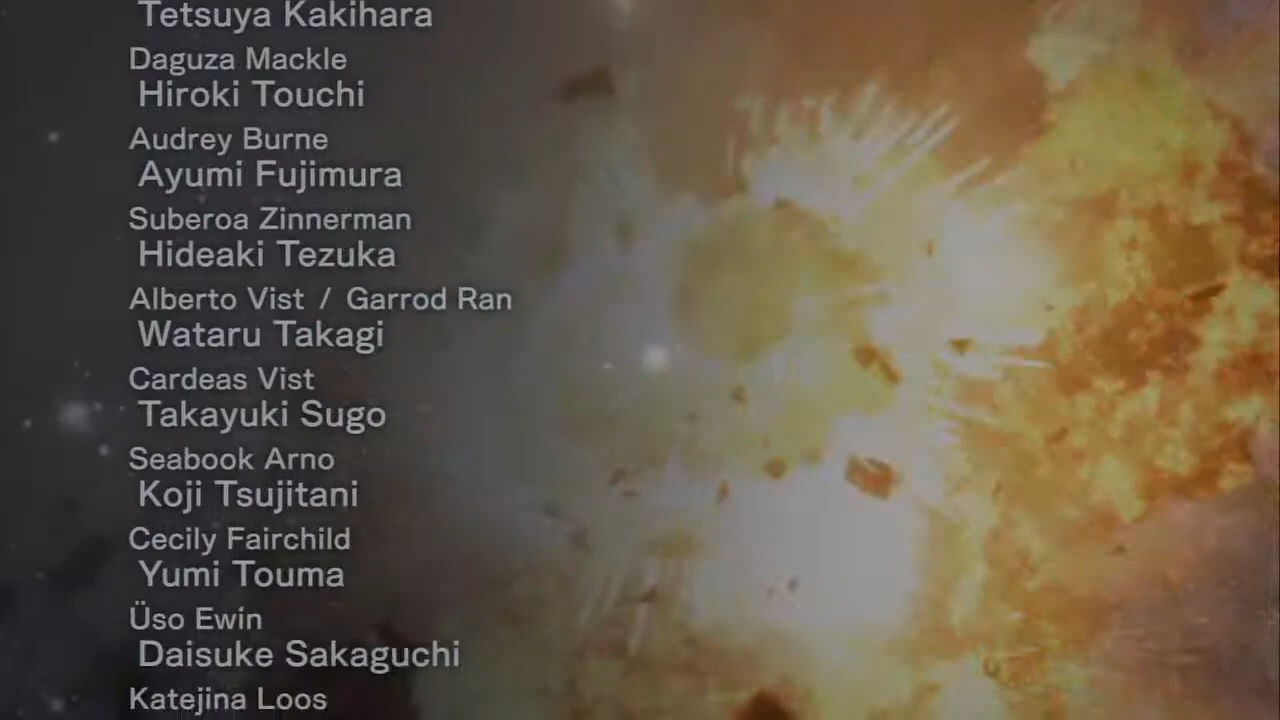 Tetsuya Kakihara
Daguza Mackle
Hiroki Touchi
Audrey Burne
Ayumi Fujimura
Suberoa Zinnerman
Hideaki Tezuka
Alberto Vist / Garrod Ran
Wataru Takagi
Cardeas Vist
Takayuki Sugo
Seabook Arno
Koji Tsujitani
Cecily Fairchild
Yumi Touma
Üso Ewin
Daisuke Sakaguchi
Katejina Loos